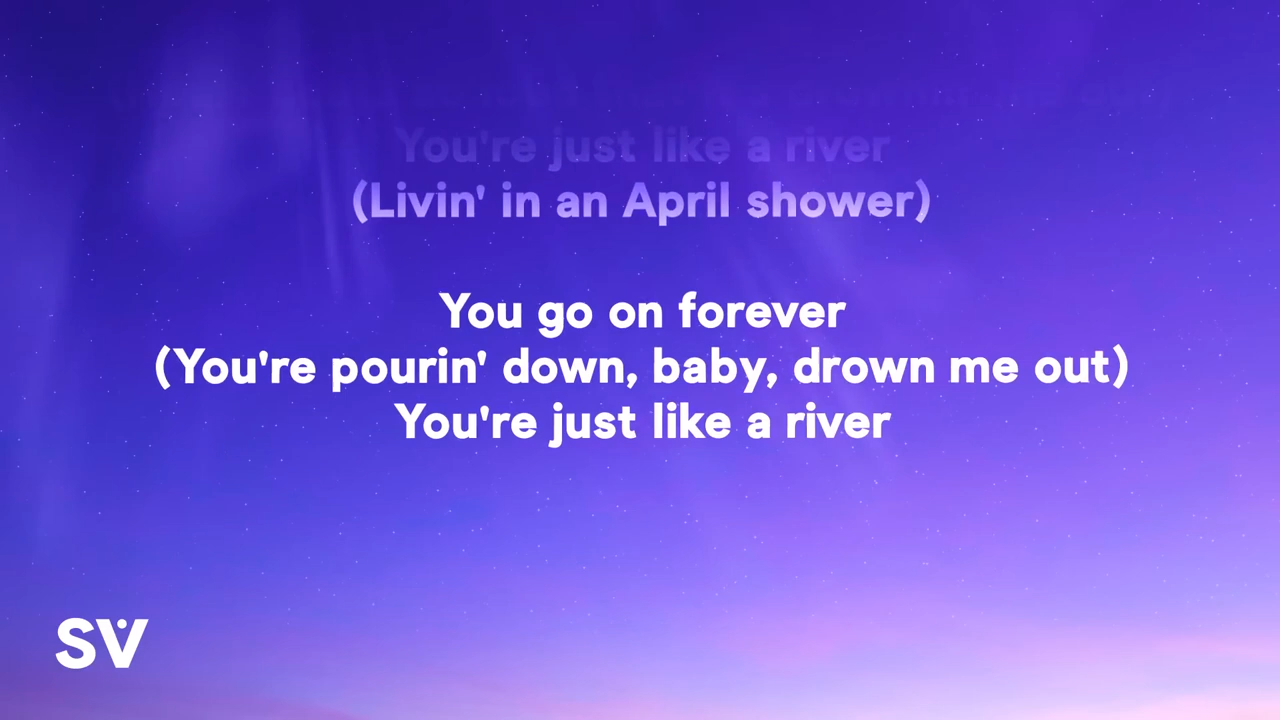 You're just like a river
(Livin' in an April shower)
You go on forever
(You're pourin' down, baby, drown me out)
You're just like a river
SV